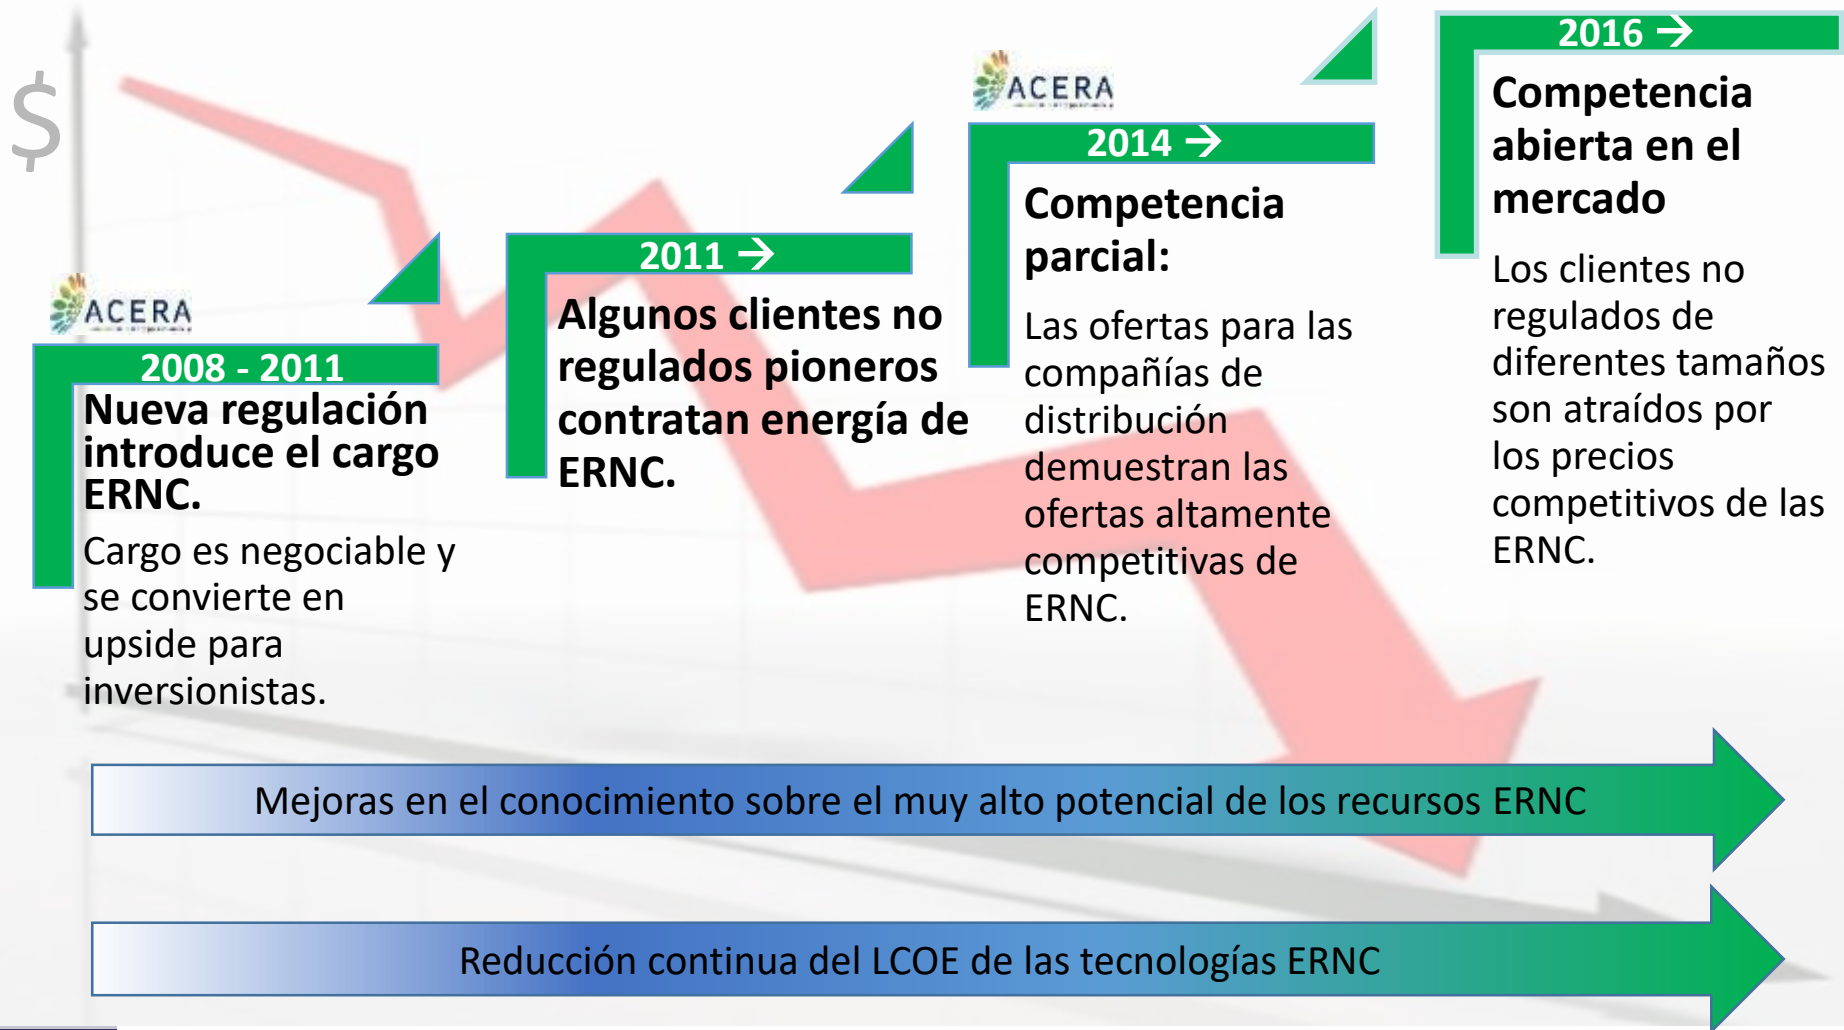 $
ACERA
2008 - 2011
Nueva regulación
introduce el cargo
ERNC.
Cargo es negociable y
se convierte en
upside para
inversionistas.
2011 →
Algunos clientes no
regulados pioneros
contratan energía de
ERNC.
ACERA
2014 →
Competencia
parcial:
Las ofertas para las
compañías de
distribución
demuestran las
ofertas altamente
competitivas de
ERNC.
2016 →
Competencia
abierta en el
mercado
Los clientes no
regulados de
diferentes tamaños
son atraídos por
los precios
competitivos de las
ERNC.
Mejoras en el conocimiento sobre el muy alto potencial de los recursos ERNC
Reducción continua del LCOE de las tecnologías ERNC